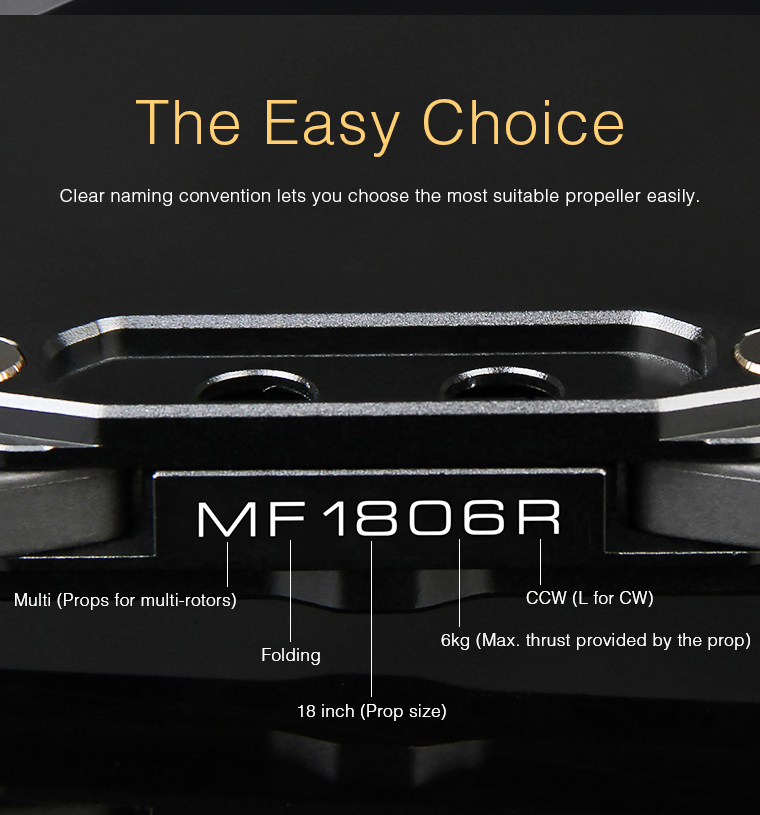 The Easy Choice
Clear naming convention lets you choose the most suitable propeller easily.
MF1806R
Multi (Props for multi-rotors)
CCW (L for CW)
6kg (Max. thrust provided by the prop)
Folding
18 inch (Prop size)